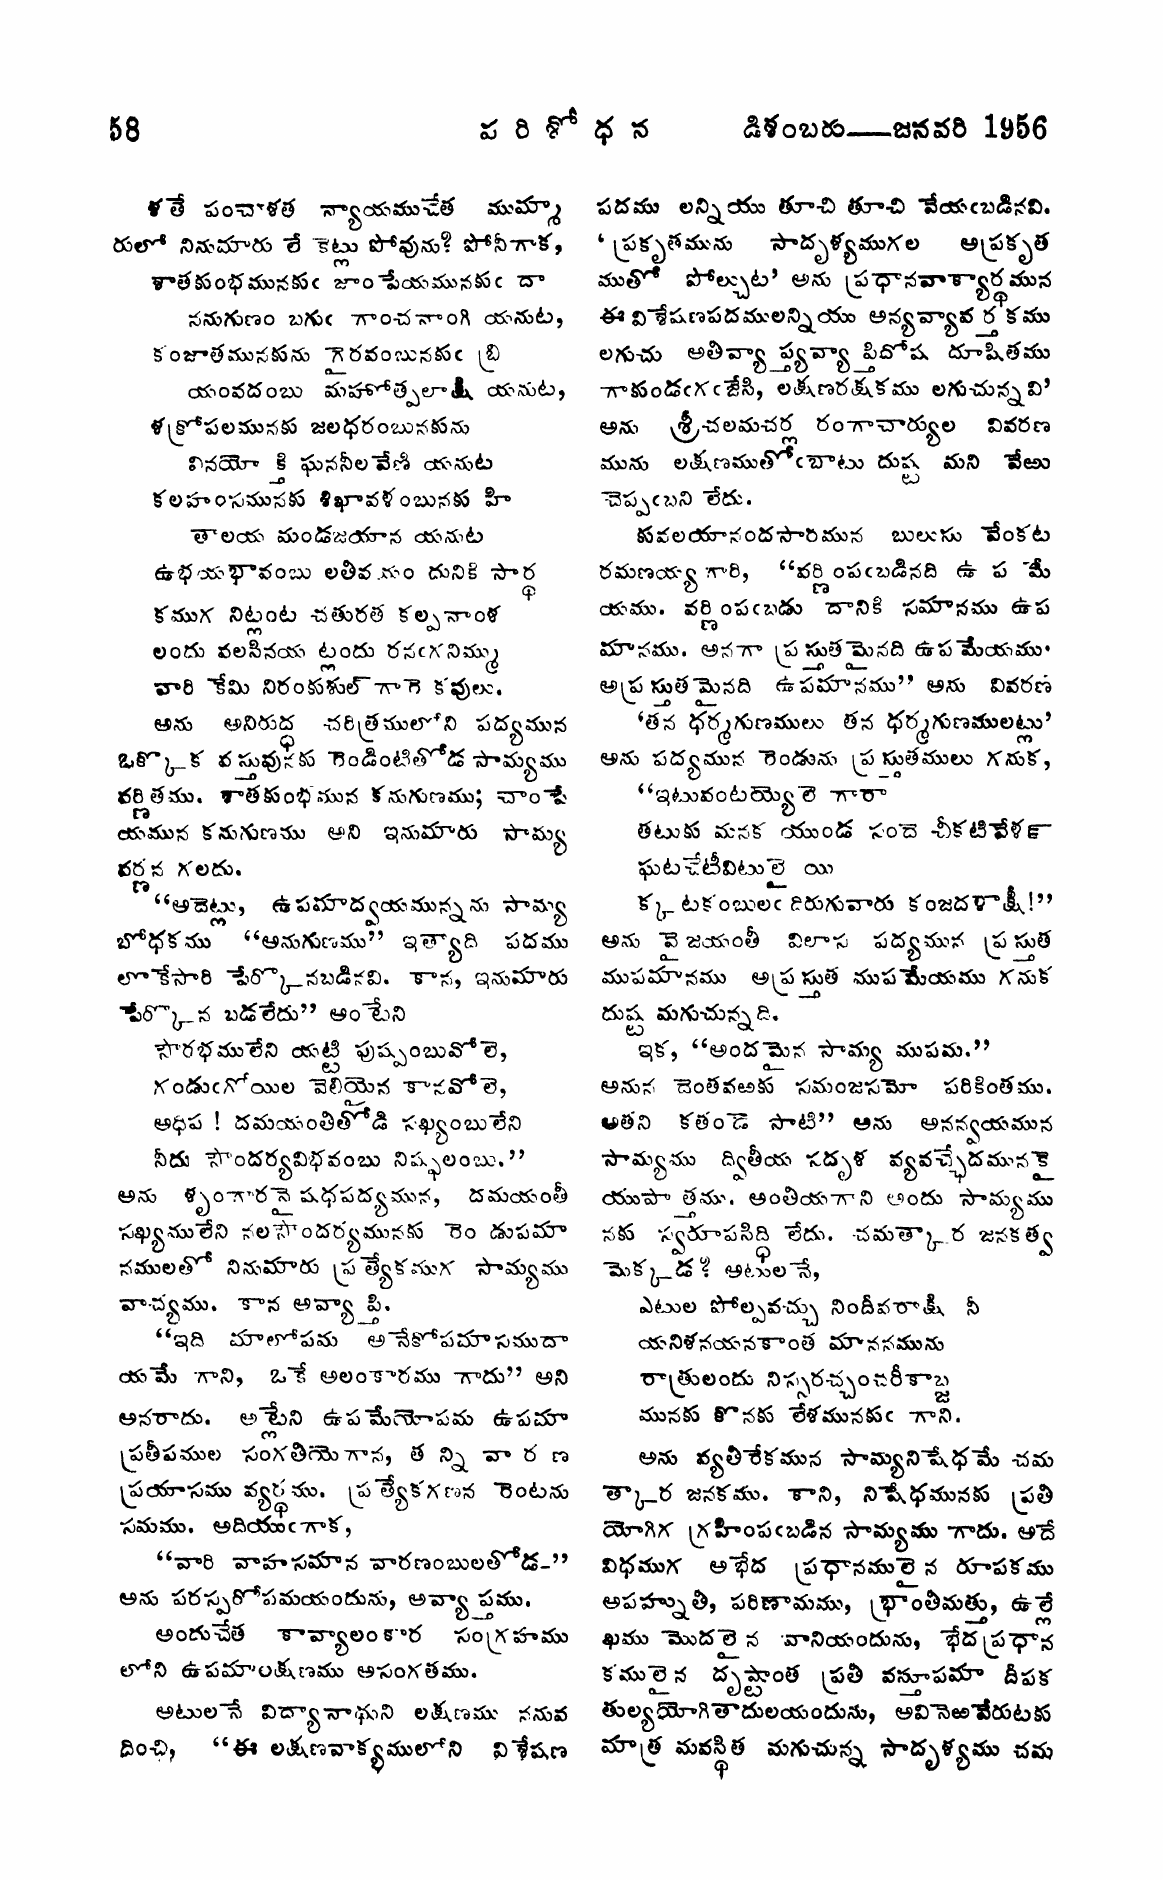 58 పరిశోధన డిశంబరు—జనవరి 1956
శతే పంచాశత న్యాయముచేత ముమ్మా
రులో నినుమారు లే కెట్లు పోవును? పోనీగాక,
శాతకుంభమునకుఁ జాంపేయమునకుఁ దా
ననుగుణం బగుఁ గాంచనాంగి యనుట,
కంజాతమునకును గైరవంబునకుఁ బ్రి
యంవదంబు మహోత్పలాక్షి యనుట,
శక్రోపలమునకు జలధరంబునకును
వినయో క్తి ఘననీలవేణి యనుట
కలహంసమునకు శిఖావళంబునకు హి
తాలయ మందజయాన యనుట
ఉభయభావంబు లతివ యం దునికి సార్థ
కముగ నిట్లంట చతురత కల్పనాంశ
లందు వలసినయ ట్లందు రనఁగనిమ్ము
వారి కేమి నిరంకుశుల్ గారె కవులు.
అను అనిరుద్ధ చరిత్రములోని పద్యమున
ఒక్కొక వస్తువునకు రెండింటితోడ సామ్యము
వర్ణితము. శాతకుంభమున కనుగుణము; చాంపే
యమున కనుగుణము అని ఇనుమారు సామ్య
వర్ణన గలదు.
“అదెట్లు, ఉపమాద్వయమున్నను సామ్య
బోధకము “అనుగుణము” ఇత్యాది పదము
లొకేసారి పేర్కొనబడినవి. కాన, ఇనుమారు
పేర్కొన బడలేదు” అంటేని
సౌరభములేని యట్టి పుష్పంబువోలె,
గండుఁగోయిల వెలియైన కానవోలె,
అధిప ! దమయంతితోడి సఖ్యంబులేని
నీదు సౌందర్యవిభవంబు నిష్ఫలంబు.”
అను శృంగారనైషధపద్యమున, దమయంతీ
సఖ్యములేని నలసౌందర్యమునకు రెం డుపమా
నములతో నినుమారు ప్రత్యేకముగ సామ్యము
వాచ్యము. కాన అవ్యాప్తి.
“ఇది మాలోపమ అనేకోపమాసముదా
యమే గాని, ఒకే అలంకారము గాదు” అని
అనరాదు. అట్లేని ఉపమేయోపమ ఉపమా
ప్రతీపముల సంగతియెగాన, త న్ని వా ర ణ
ప్రయాసము వ్యర్థము. ప్రత్యేకగణన రెంటను
సమము. అదియుఁగాక,
“వారి వాహసమాన వారణంబులతోడ-”
అను పరస్పరోపమయందును, అవ్యాప్తము.
అందుచేత కావ్యాలంకార సంగ్రహము
లోని ఉపమాలక్షణము అసంగతము.
అటులనే విద్యానాథుని లక్షణము ననువ
దించి, “ఈ లక్షణవాక్యములోని విశేషణ
పదము లన్నియు తూచి తూచి వేయఁబడినవి.
‘ప్రకృతమును సాదృశ్యముగల అప్రకృత
ముతో పోల్చుట’ అను ప్రధానవాక్యార్థమున
ఈ విశేషణపదములన్నియు అన్యవ్యావర్తకము
లగుచు అతివ్యాప్త్యవ్యాప్తిదోష దూషితము
గాకుండఁగఁజేసి, లక్షణరక్షకము లగుచున్నవి’
అను శ్రీచలమచర్ల రంగాచార్యుల వివరణ
మును లక్షణముతోఁబాటు దుష్ట మని వేఱు
చెప్పఁబని లేదు.
కువలయానందసారమున బులుసు వేంకట
రమణయ్య గారి, “వర్ణింపఁబడినది ఉ ప మే
యము. వర్ణింపఁబడు దానికి సమానము ఉప
మానము. అనగా ప్రస్తుతమైనది ఉపమేయము·
అప్రస్తుతమైనది ఉపమానము” అను వివరణ
‘తన ధర్మగుణములు తన ధర్మగుణములట్లు’
అను పద్యమున రెండును ప్రస్తుతములు గనుక,
“ఇటువంటయ్యెలె గారా
తటుకు మనక యుండ సందె చీకటివేళ౯
ఘటచేటీవిటులై యి
క్క టకంబులఁ దిరుగువారు కంజదళాక్షీ!”
అను వైజయంతీ విలాస పద్యమున ప్రస్తుత
ముపమానము అప్రస్తుత ముపమేయము గనుక
దుష్ట మగుచున్నది.
ఇక, “అందమైన సామ్య ముపమ.”
అనున దెంతవఱకు సమంజసమో పరికింతము.
అతని కతండె సాటి” అను అనన్వయమున
సామ్యము ద్వితీయ సదృశ వ్యవచ్ఛేదమునకై
యుపాత్తము. అంతియగాని అందు సామ్యము
నకు స్వరూపసిద్ధి లేదు. చమత్కార జనకత్వ
మెక్కడ? అటులనే,
ఎటుల పోల్పవచ్చు నిందీవరాక్షి నీ
యనిశనయనకాంత మాననమును
రాత్రులందు నిస్సరచ్చంచరీకాబ్జ
మునకు కొనకు లేశమునకుఁ గాని.
అను వ్యతిరేకమున సామ్యనిషేధమే చమ
త్కార జనకము. కాని, నిషేధమునకు ప్రతి
యోగిగ గ్రహింపఁబడిన సామ్యము గాదు. అదే
విధముగ అభేద ప్రధానములైన రూపకము
అపహ్నుతి, పరిణామము, భ్రాంతిమత్తు, ఉల్లే
ఖము మొదలైన వానియందును, భేదప్రధాన
కములైన దృష్టాంత ప్రతి వస్తూపమా దీపక
తుల్యయోగితాదులయందును, అవి నెఱవేరుటకు
మాత్ర మవస్థిత మగుచున్న సాదృశ్యము చమ